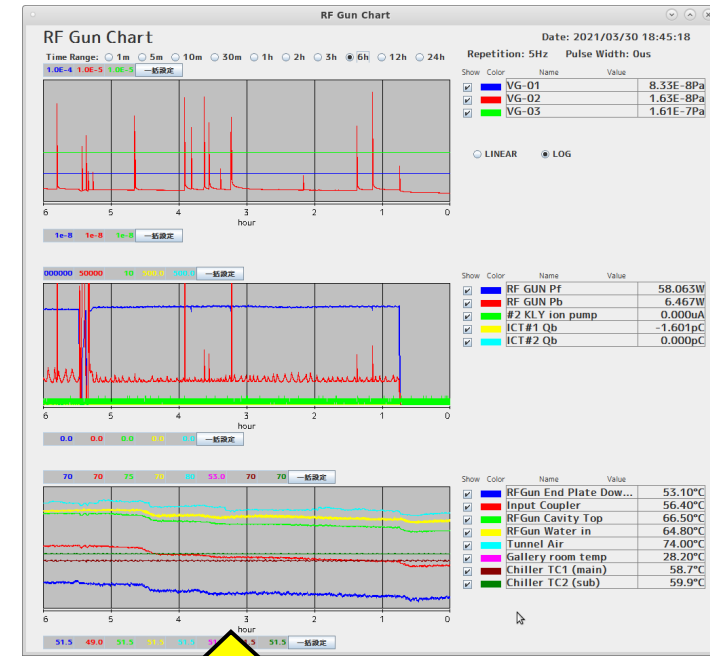 RF Gun Chart
RF Gun Chart
Date: 2021/03/30 18:45:18
Time Range: 1m 5m 10m 30m 1h 2h 3h 6h 12h 24h
Repetition: 5Hz Pulse Width: 0us
1.0E-4 1.0E-5 1.0E-5 一括設定
Show Color Name Value
VG-01 8.33E-8Pa
VG-02 1.63E-8Pa
VG-03 1.61E-7Pa
LINEAR LOG
6 5 4 3 2 1 0
hour
1e-8 1e-8 1e-8 一括設定
000000 50000 90 500.0 500.0 一括設定
Show Color Name Value
RF GUN Pf 58.063W
RF GUN Pb 6.467W
#2 KLY ion pump 0.000uA
ICT#1 Qb -1.601pC
ICT#2 Qb 0.000pC
6 5 4 3 2 1 0
hour
0.0 0.0 0.0 0.0 0.0 一括設定
70 70 75 70 80 53.0 70 70 一括設定
Show Color Name Value
RFGun End Plate Dow... 53.10°C
Input Coupler 56.40°C
RFGun Cavity Top 66.50°C
RFGun Water in 64.80°C
Tunnel Air 74.00°C
Gallery room temp 28.20°C
Chiller TC1 (main) 58.7°C
Chiller TC2 (sub) 59.9°C
6 5 4 3 2 1 0
hour
51.5 49.0 51.5 51.5 51.5 51.5 51.5 一括設定